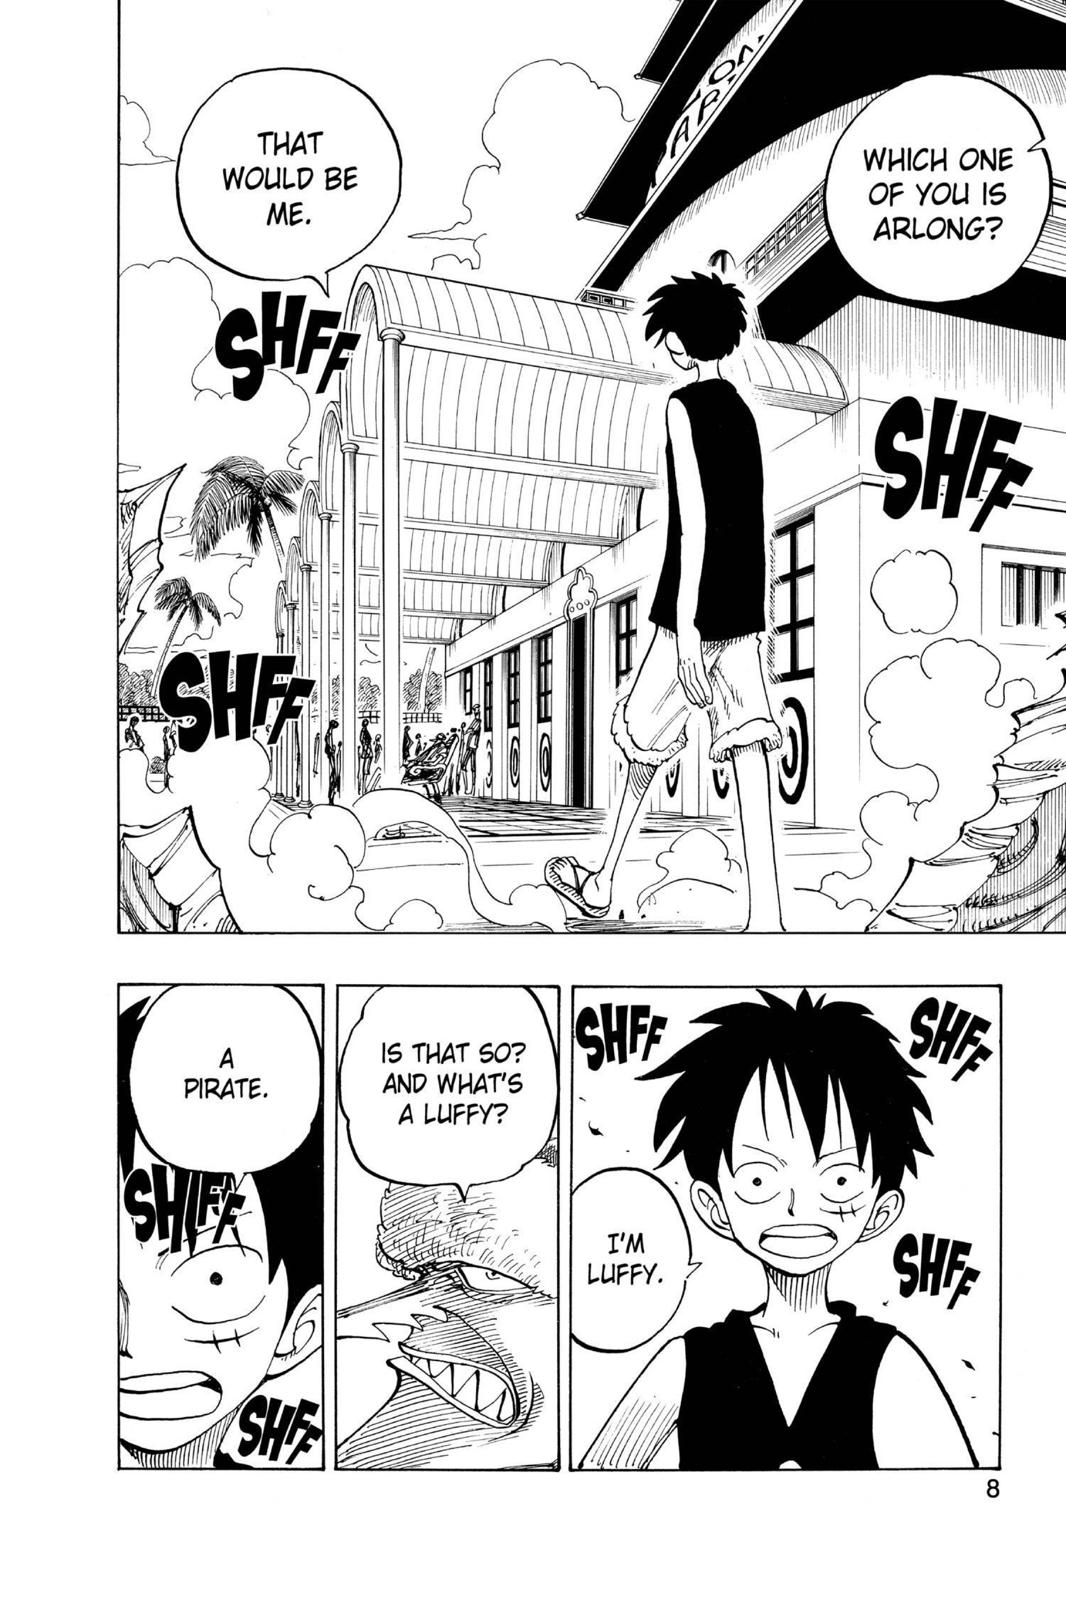 WHICH ONE
OF YOU IS
ARLONG?
THAT
WOULD BE
ME.
SHFF
SHFF
SHFF
I'M
LUFFY.
SHFF
SHFF
SHFF
IS THAT SO?
AND WHAT'S
A LUFFY?
A
PIRATE.
SHFF
SHFF
8